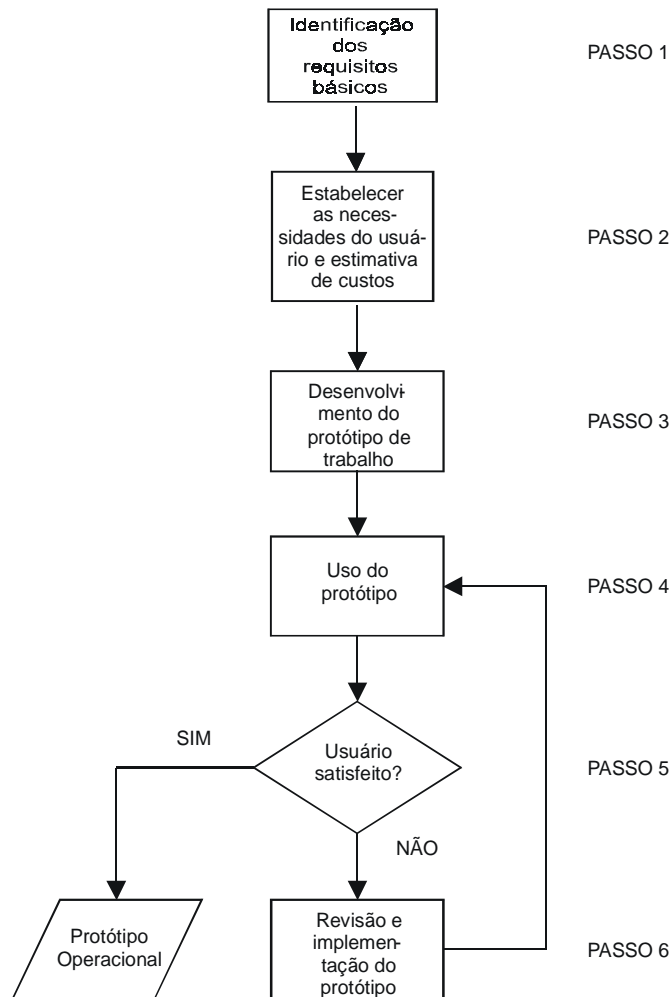 Identificação
dos
requisitos
básicos
PASSO 1
Estabelecer
as neces-
sidades do usuá-
rio e estimativa
de custos
PASSO 2
Desenvolvi-
mento do
protótipo de
trabalho
PASSO 3
Uso do
protótipo
PASSO 4
SIM
Usuário
satisfeito?
PASSO 5
NÃO
Protótipo
Operacional
Revisão e
implemen-
tação do
protótipo
PASSO 6